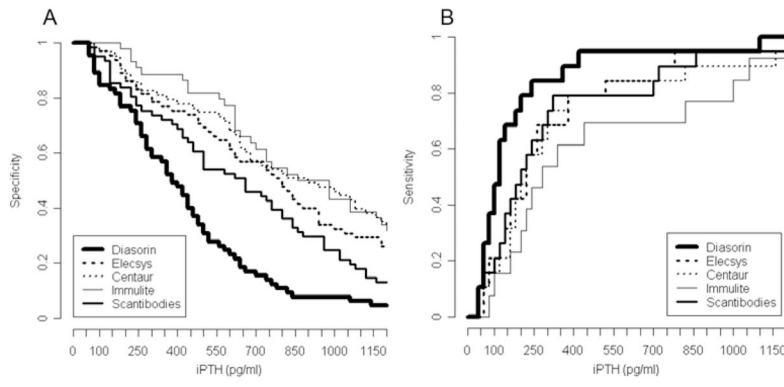 A
Specificity
1
0.8
0.6
0.4
0.2
0
Diasorin
Elecsys
Centaur
Immulite
Scantibodies
0 100 250 400 550 700 850 1000 1150
iPTH (pg/ml)
B
Sensitivity
1
0.8
0.6
0.4
0.2
0
Diasorin
Elecsys
Centaur
Immulite
Scantibodies
0 100 250 400 550 700 850 1000 1150
iPTH (pg/ml)